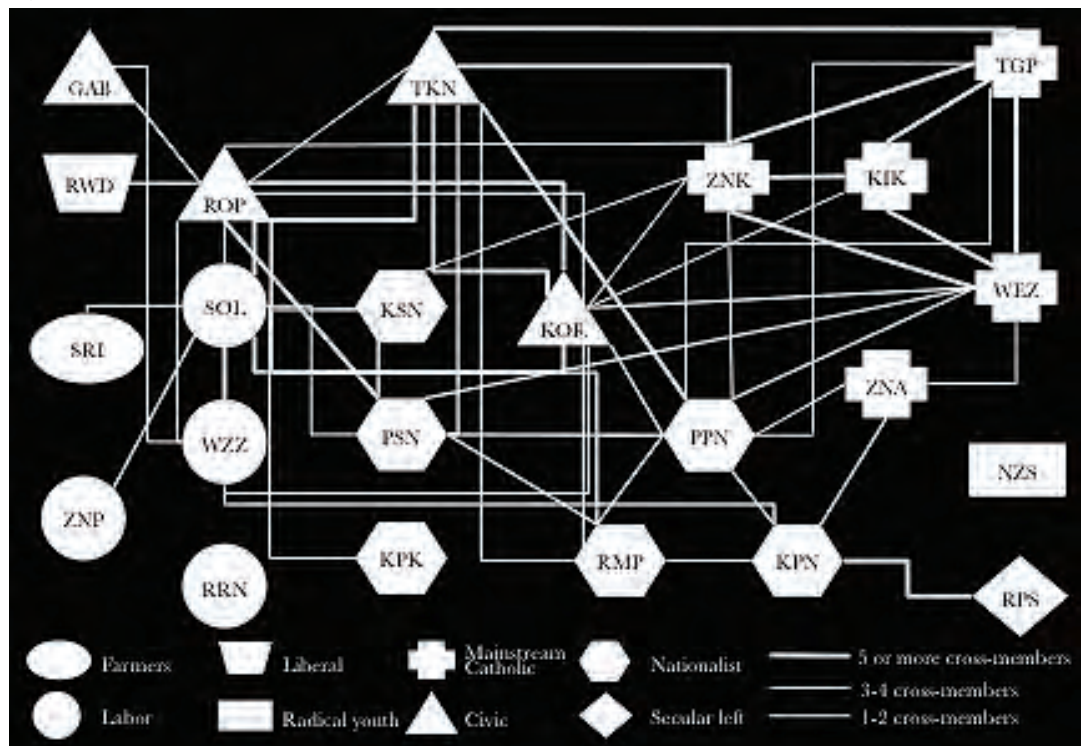 GAB
TKN
TGP
RWD
ROP
ZNK
KIK
SOL
KSN
KOR
WEZ
SRI
ZNA
WZZ
PSN
PPN
NZS
ZNP
KPK
RMP
KPN
RRN
RPS
Farmers
Liberal
Mainstream
Catholic
Nationalist
5 or more cross-members
3-4 cross-members
Labor
Radical youth
Civic
Secular left
1-2 cross-members